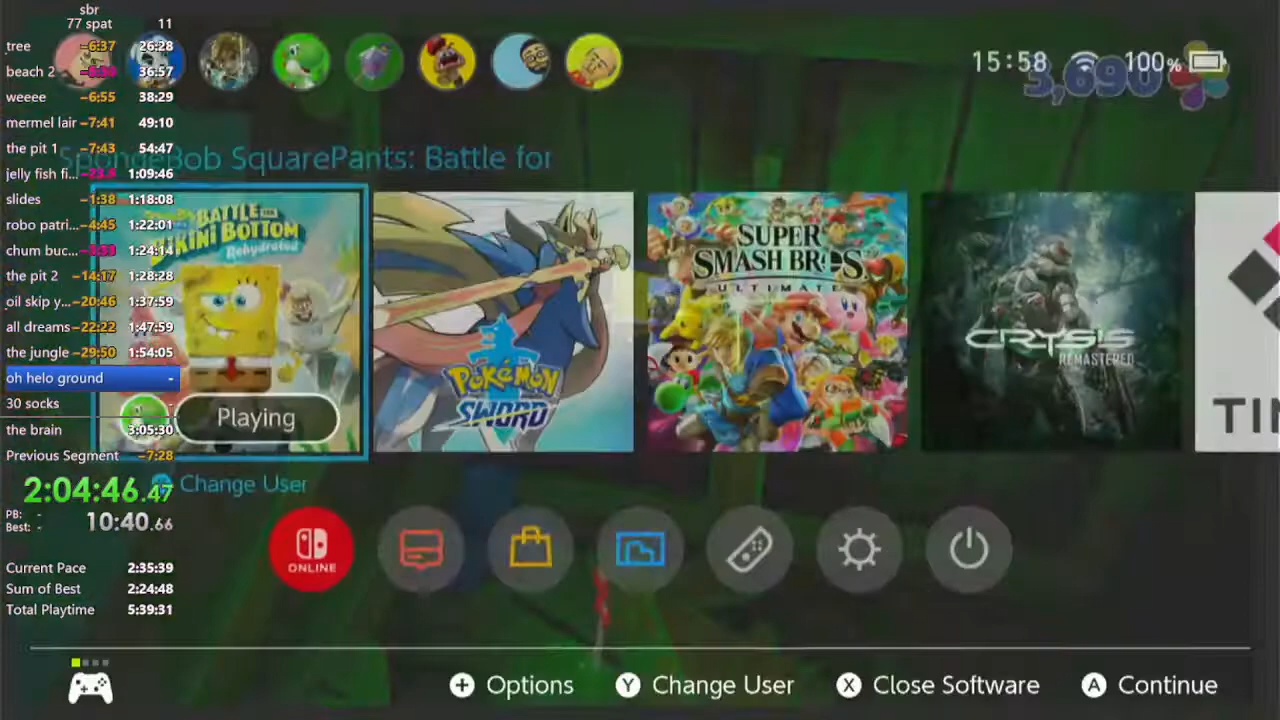 sbr
77 spat 11
tree −6:37 26:28
beach 2 36:57
weeee −6:55 38:29
mermel lair −7:41 49:10
the pit 1 −7:43 54:47
jelly fish fi... 1:09:46
slides −1:38 1:18:08
robo patri... −4:45 1:22:01
chum buc... 1:24:14
the pit 2 −14:17 1:28:28
oil skip y... −20:46 1:37:59
all dreams −22:22 1:47:59
the jungle −29:50 1:54:05
oh helo ground -
30 socks -
the brain 3:05:30
Previous Segment −7:28
2:04:46.47
PB: -
Best: -
10:40.66
Current Pace 2:35:39
Sum of Best 2:24:48
Total Playtime 5:39:31
15:58 100%
3,690
SpongeBob SquarePants: Battle for
BATTLE FOR
BIKINI BOTTOM
Rehydrated
Playing
POKÉMON
SWORD
SUPER
SMASH BROS.
ULTIMATE
CRYSIS
REMASTERED
Change User
ONLINE
+ Options
Y Change User
X Close Software
A Continue